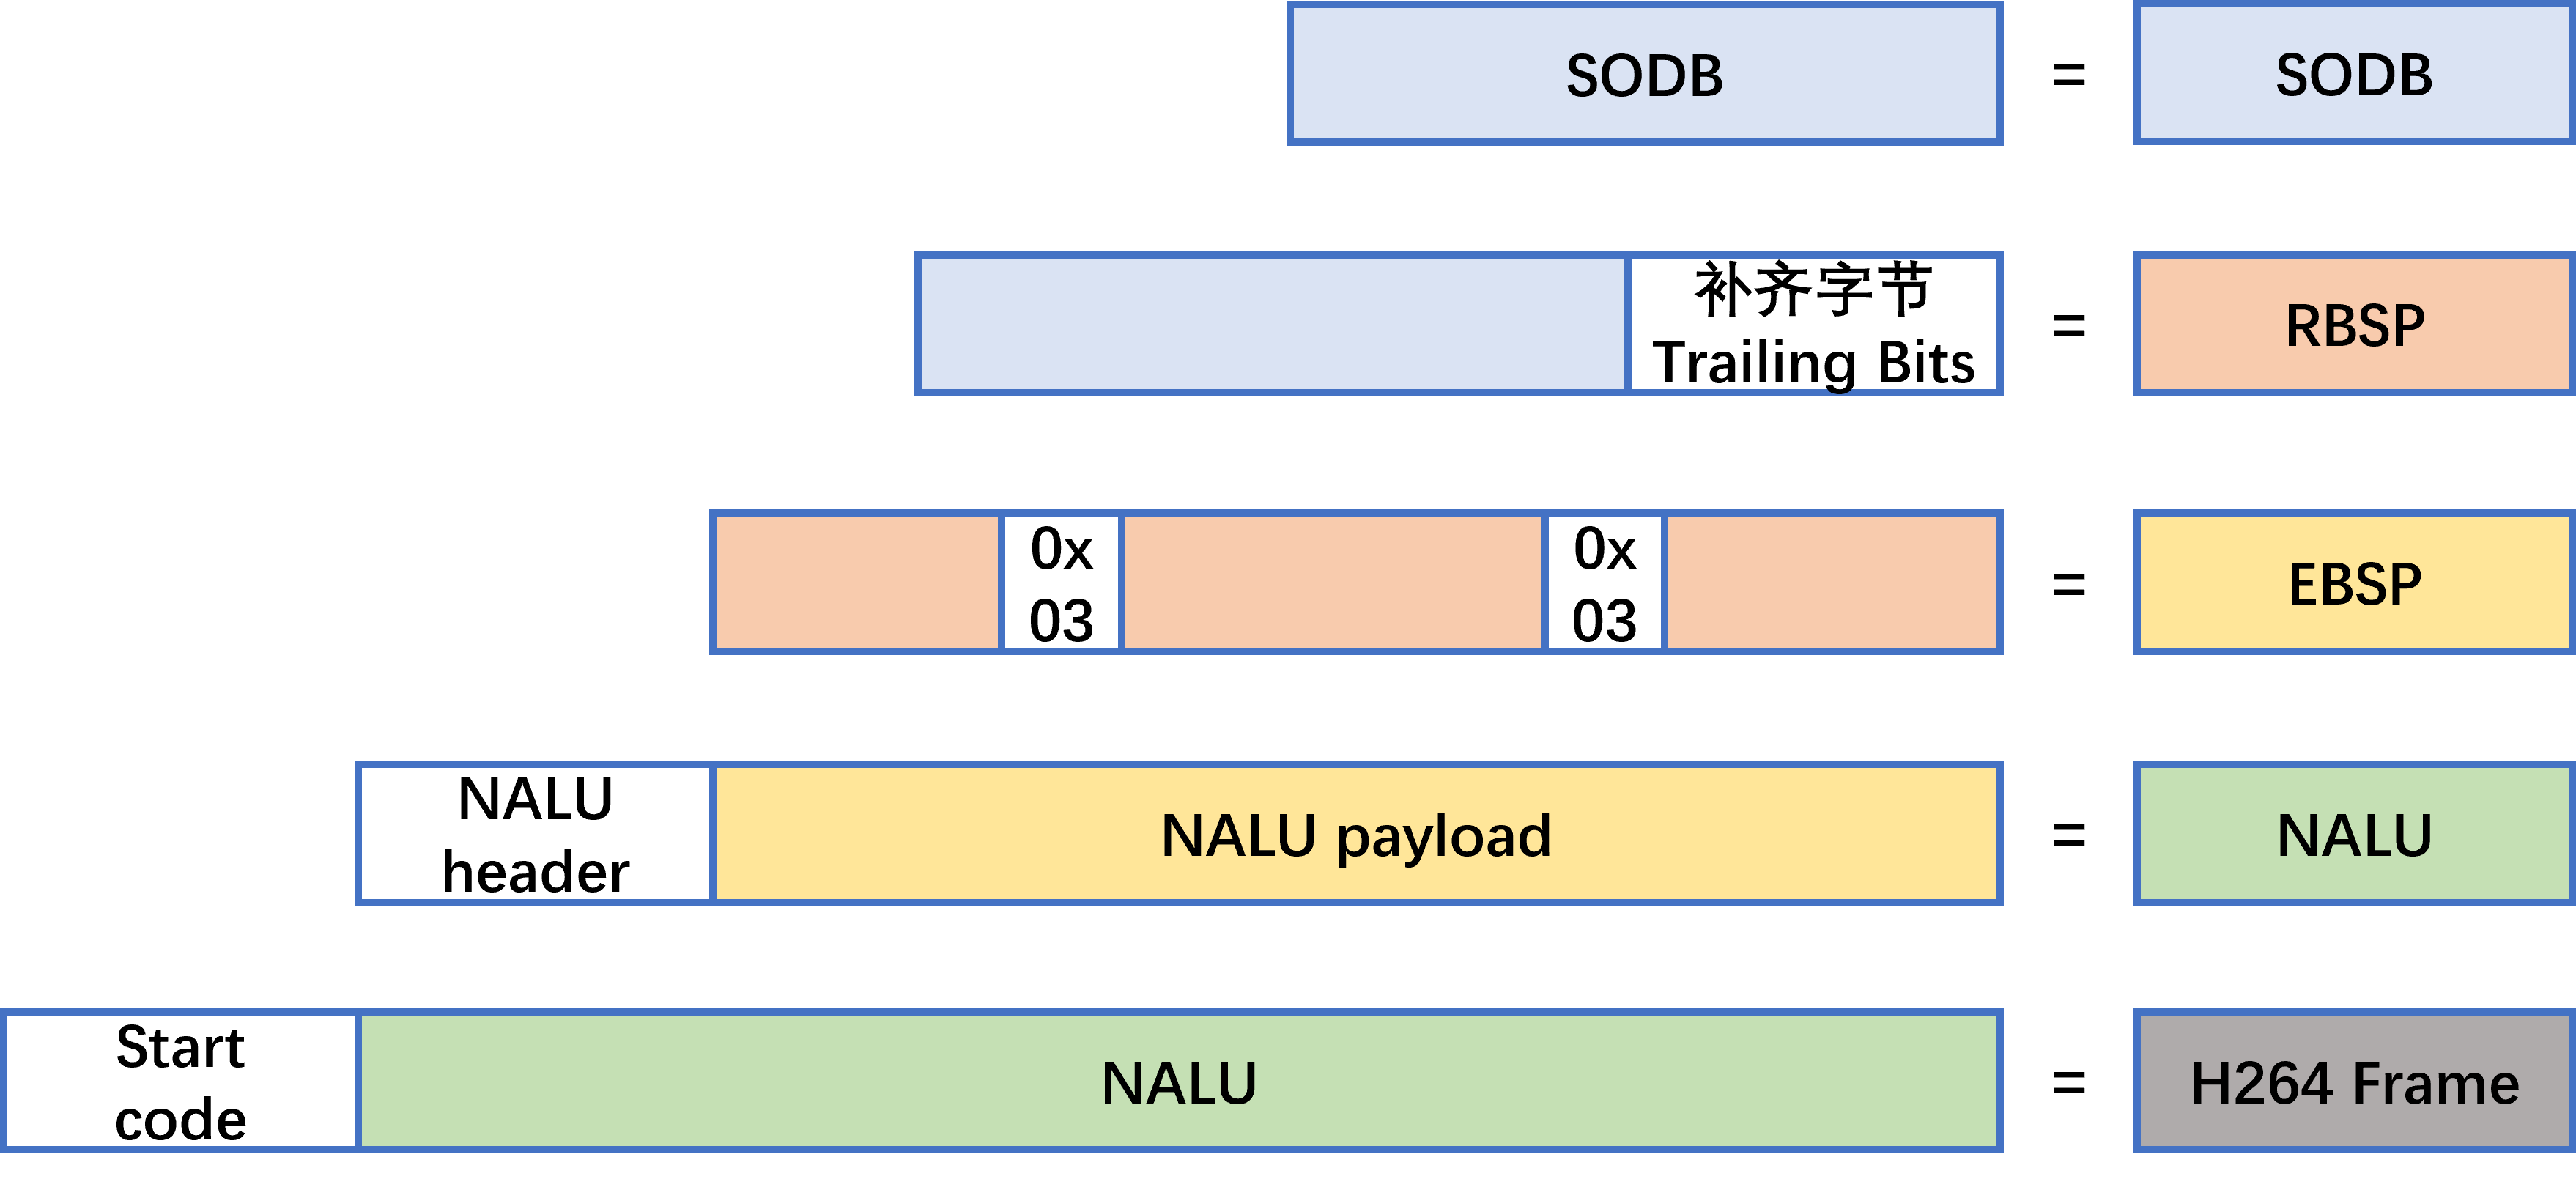 SODB = SODB
补齐字节
Trailing Bits = RBSP
0x
03
0x
03
= EBSP
NALU
header
NALU payload = NALU
Start
code
NALU = H264 Frame